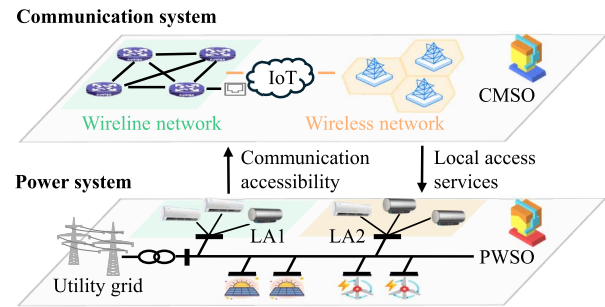 Communication system
IoT
CMSO
Wireline network
Wireless network
Communication
accessibility
Local access
services
Power system
LA1
LA2
Utility grid
PWSO